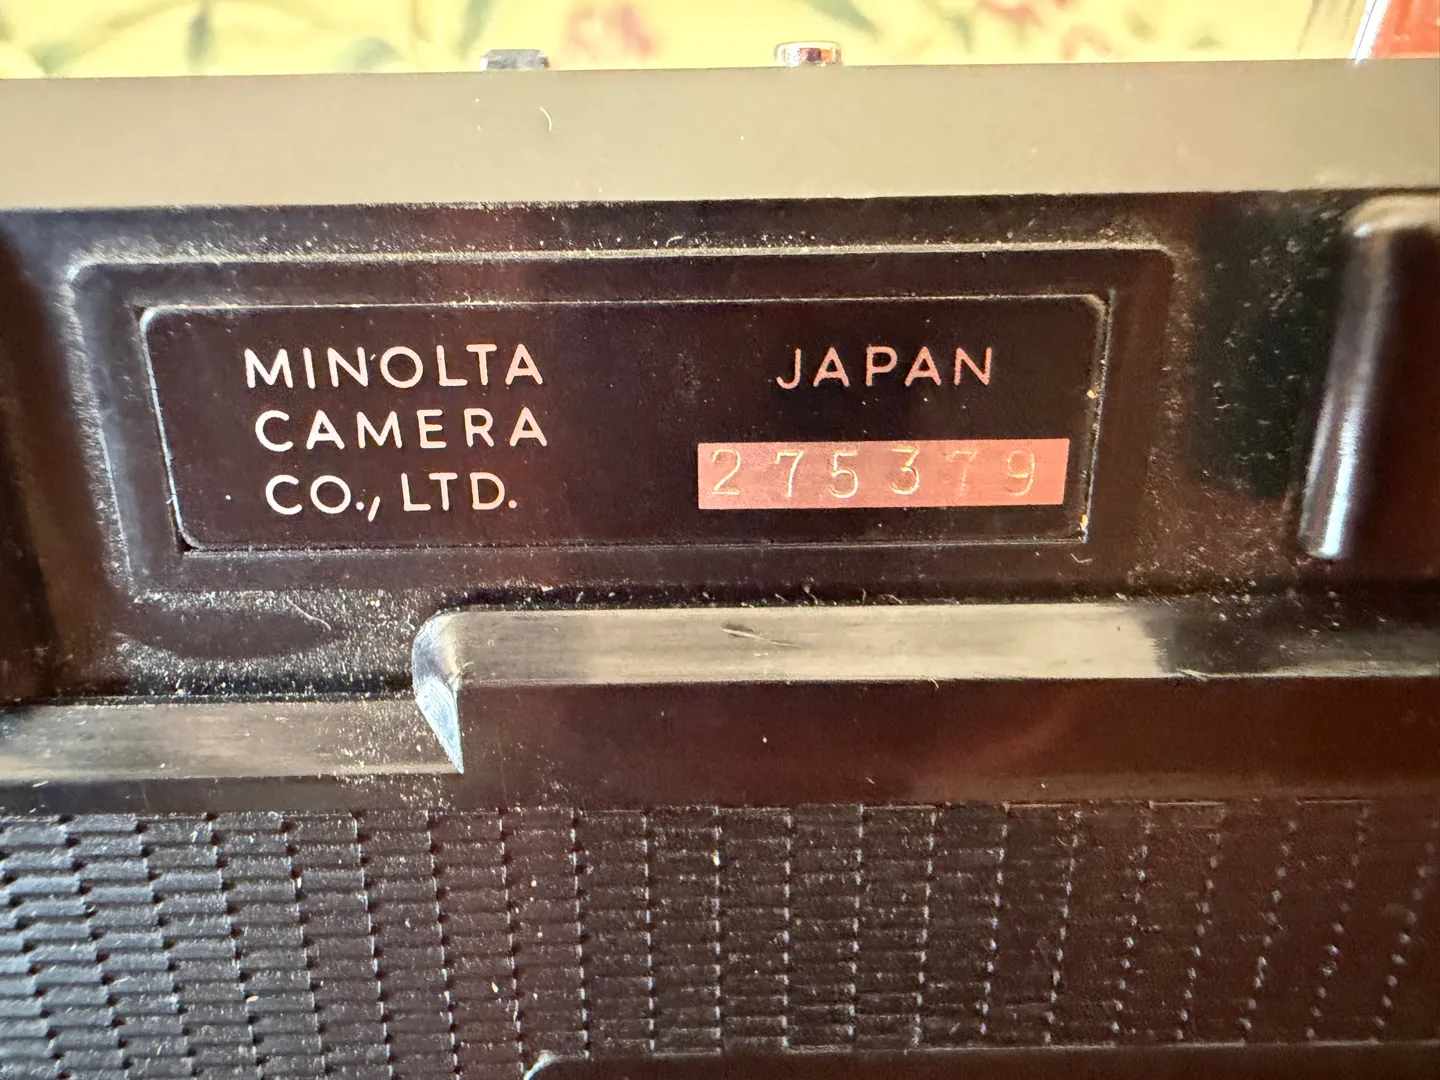 MINOLTA
CAMERA
CO., LTD.
JAPAN
275379